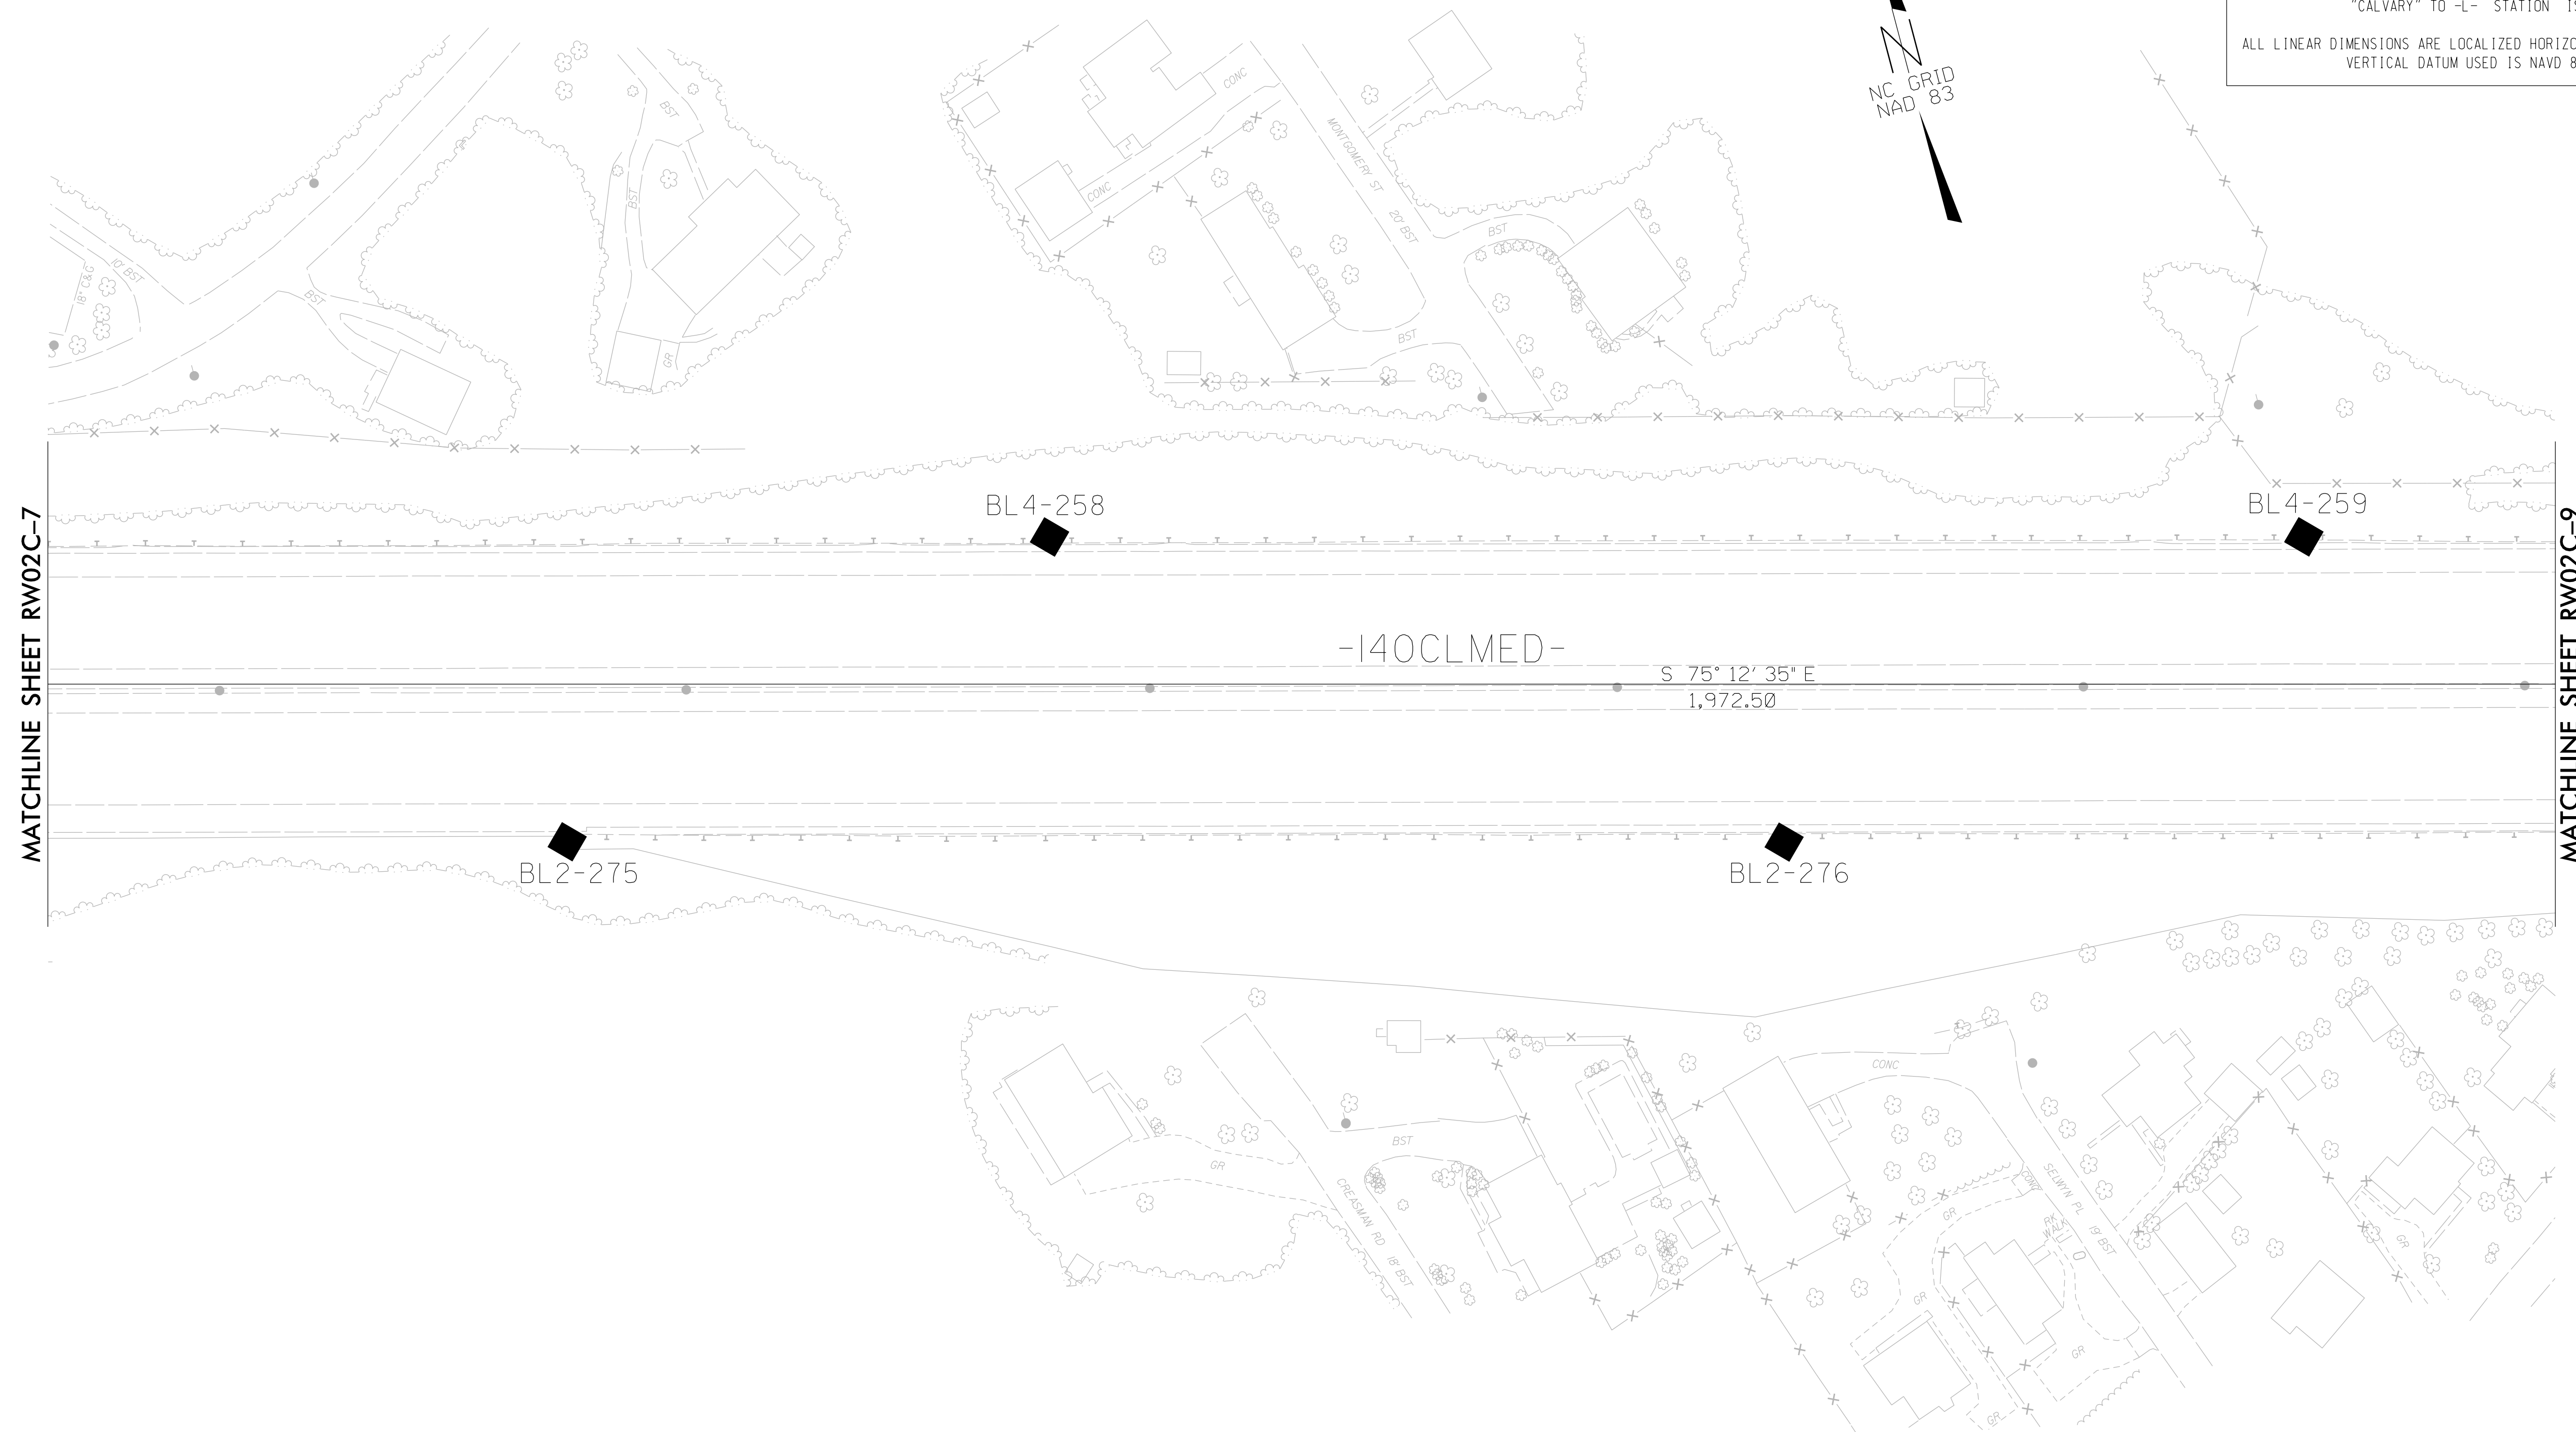 "CALVARY" TO -L- STATION
ALL LINEAR DIMENSIONS ARE LOCALIZED
VERTICAL DATUM USED IS NAVD
NC GRID
NAD 83
BST
BST
CONC
CONC
MONTGOMERY ST
20' BST
BST
BST
10' BST
18" C&G
BST
GR
BL4-258
BL4-259
MATCHLINE SHEET RW02C-7
MATCHLINE SHEET RW02C-9
-I40CLMED-
S 75° 12' 35" E
1,972.50
BL2-275
BL2-276
CONC
BST
GR
CREASMAN RD
18' BST
SELWYN PL
19' BST
CONC
GR
WALK
GR
GR
GR
GR